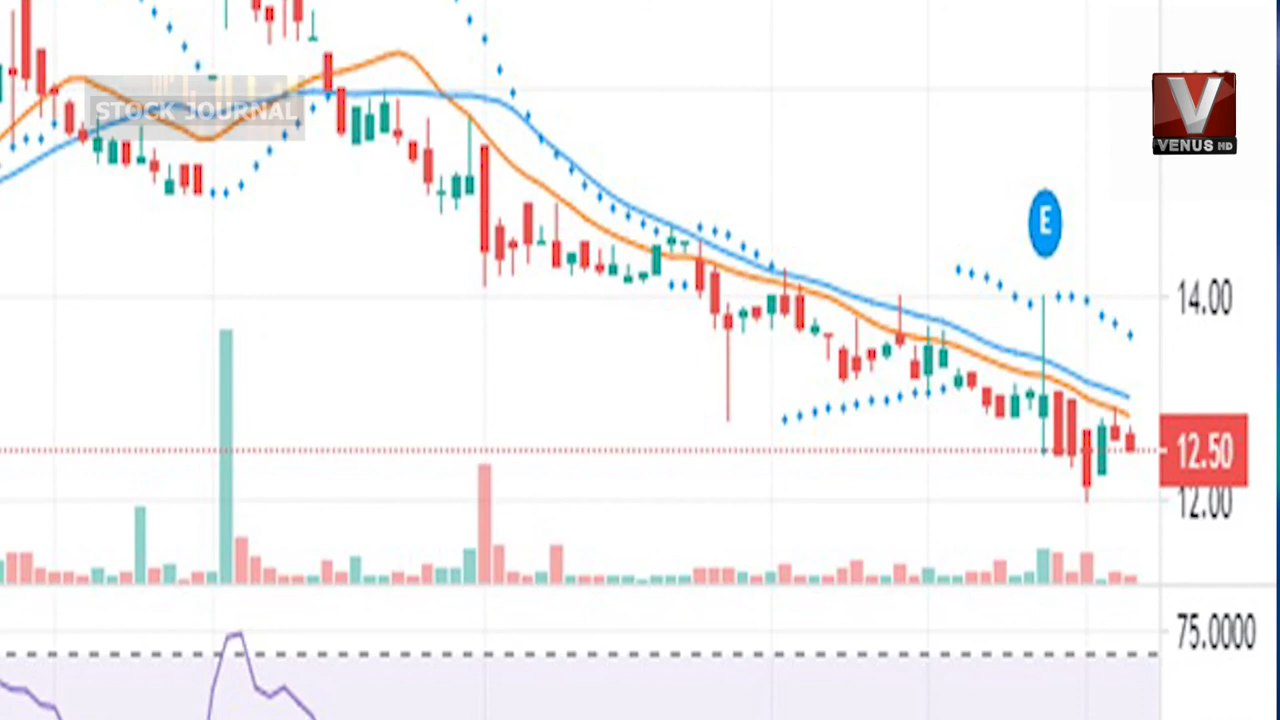 STOCK JOURNAL
V
VENUS HD
E
14.00
12.50
12.00
75.0000